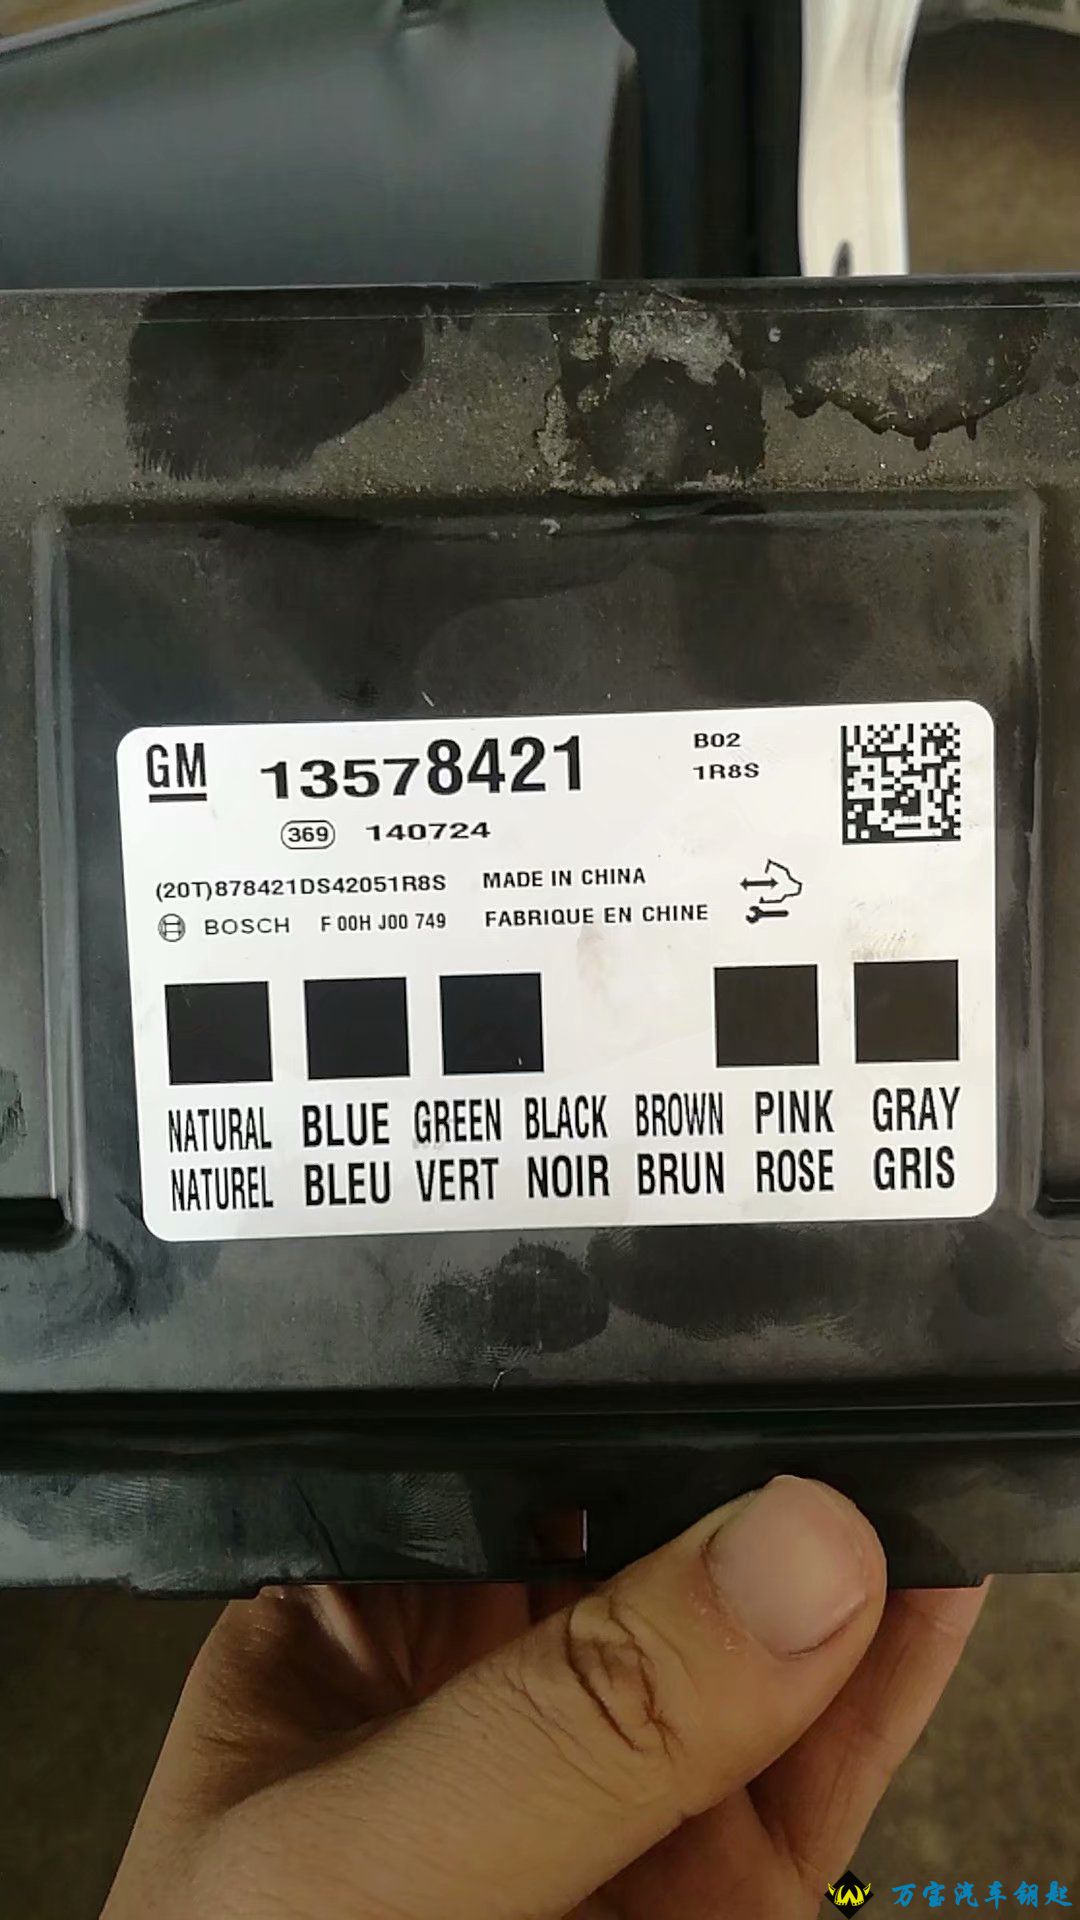 GM 13578421 B02
1R8S
369 140724
(20T)878421DS42051R8S MADE IN CHINA
BOSCH F 00H J00 749 FABRIQUE EN CHINE
NATURAL BLUE GREEN BLACK BROWN PINK GRAY
NATUREL BLEU VERT NOIR BRUN ROSE GRIS
万宝汽车钥匙